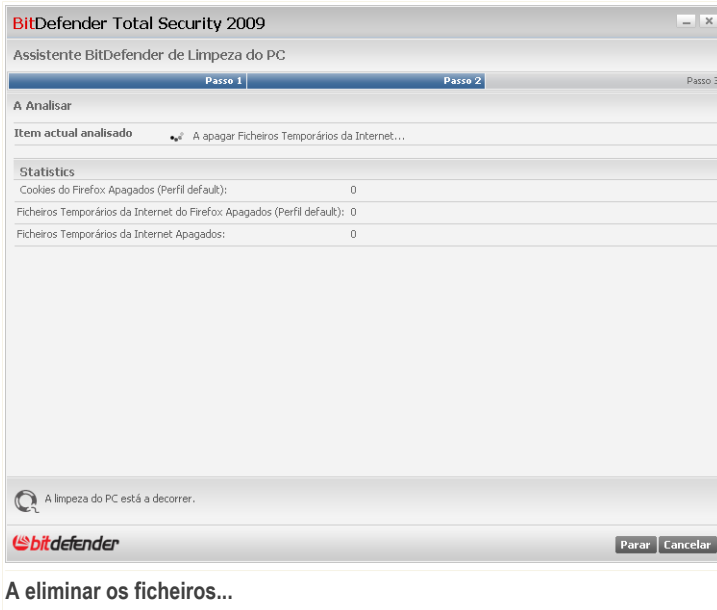 BitDefender Total Security 2009
Assistente BitDefender de Limpeza do PC
Passo 1
Passo 2
Passo 3
A Analisar
Item actual analisado
A apagar Ficheiros Temporários da Internet...
Statistics
Cookies do Firefox Apagados (Perfil default): 0
Ficheiros Temporários da Internet do Firefox Apagados (Perfil default): 0
Ficheiros Temporários da Internet Apagados: 0
A limpeza do PC está a decorrer.
bitdefender
Parar Cancelar
A eliminar os ficheiros...